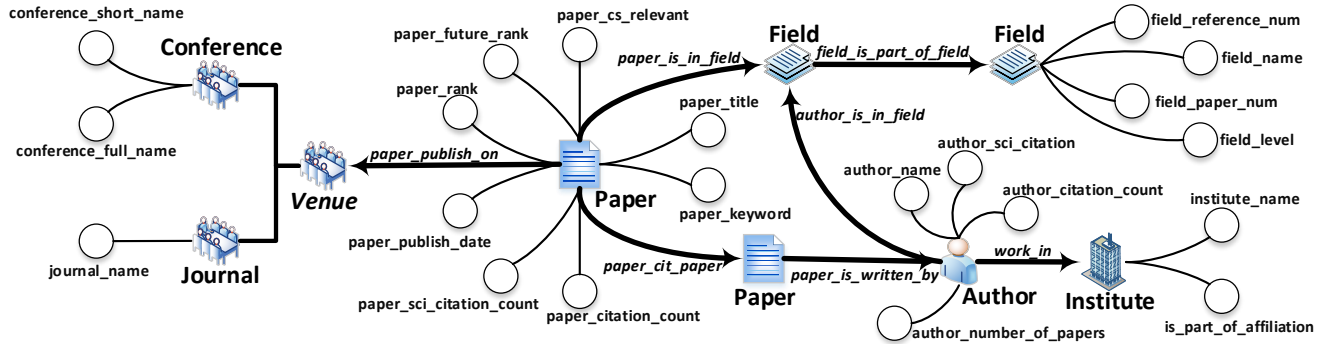 conference_short_name
Conference
conference_full_name
Venue
journal_name
Journal
paper_publish_on
paper_cs_relevant
paper_future_rank
paper_rank
paper_title
paper_keyword
Paper
paper_publish_date
paper_sci_citation_count
paper_citation_count
paper_is_in_field
Field
field_is_part_of_field
Field
field_reference_num
field_name
field_paper_num
field_level
author_is_in_field
paper_cit_paper
Paper
paper_is_written_by
author_name
author_sci_citation
author_citation_count
Author
author_number_of_papers
work_in
Institute
institute_name
is_part_of_affiliation